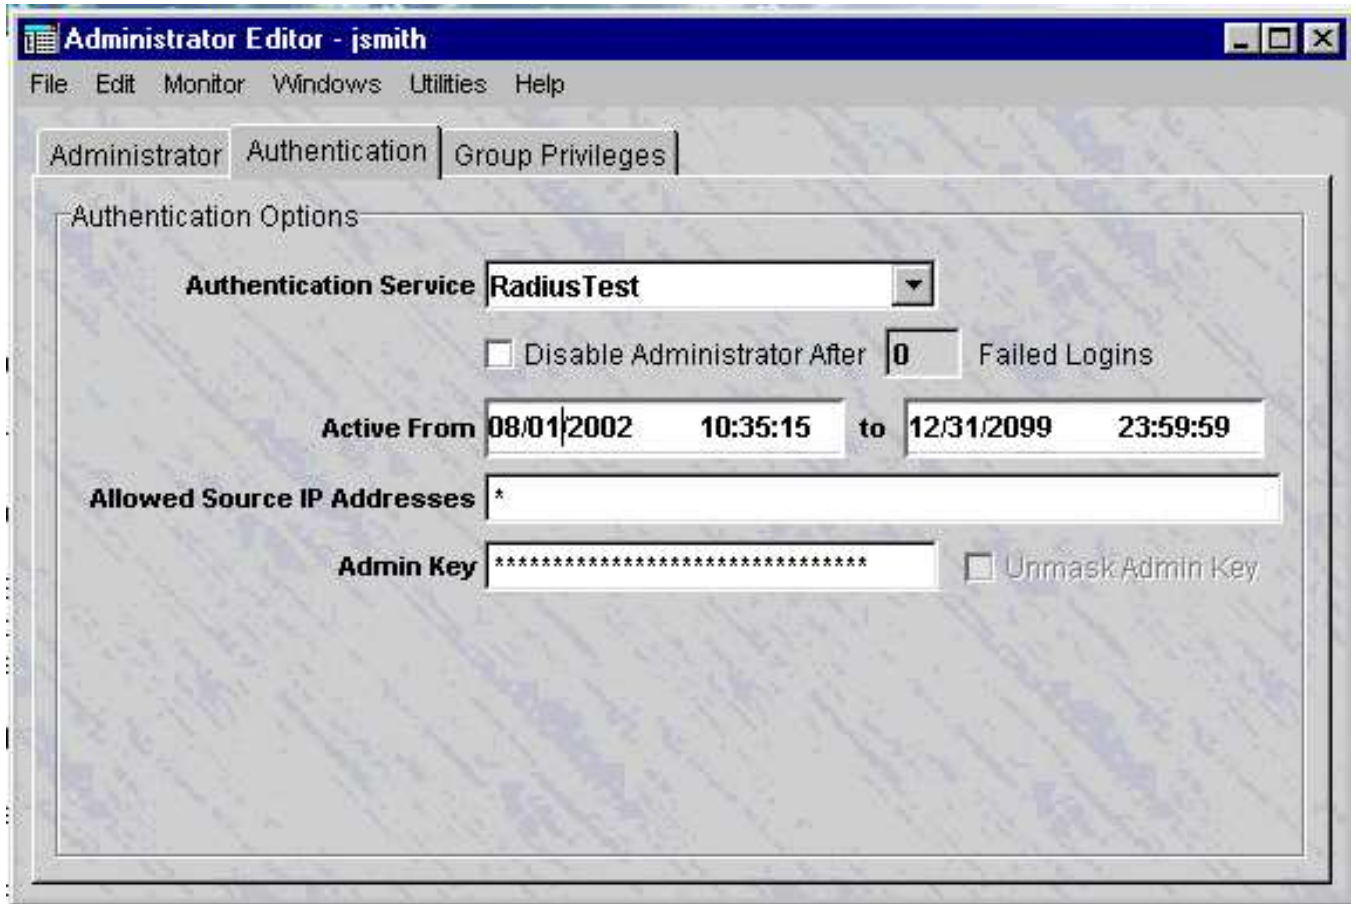 Administrator Editor - jsmith
File Edit Monitor Windows Utilities Help
Administrator Authentication Group Privileges
Authentication Options
Authentication Service RadiusTest
Disable Administrator After 0 Failed Logins
Active From 08/01/2002 10:35:15 to 12/31/2099 23:59:59
Allowed Source IP Addresses *
Admin Key ******************************** Unmask Admin Key